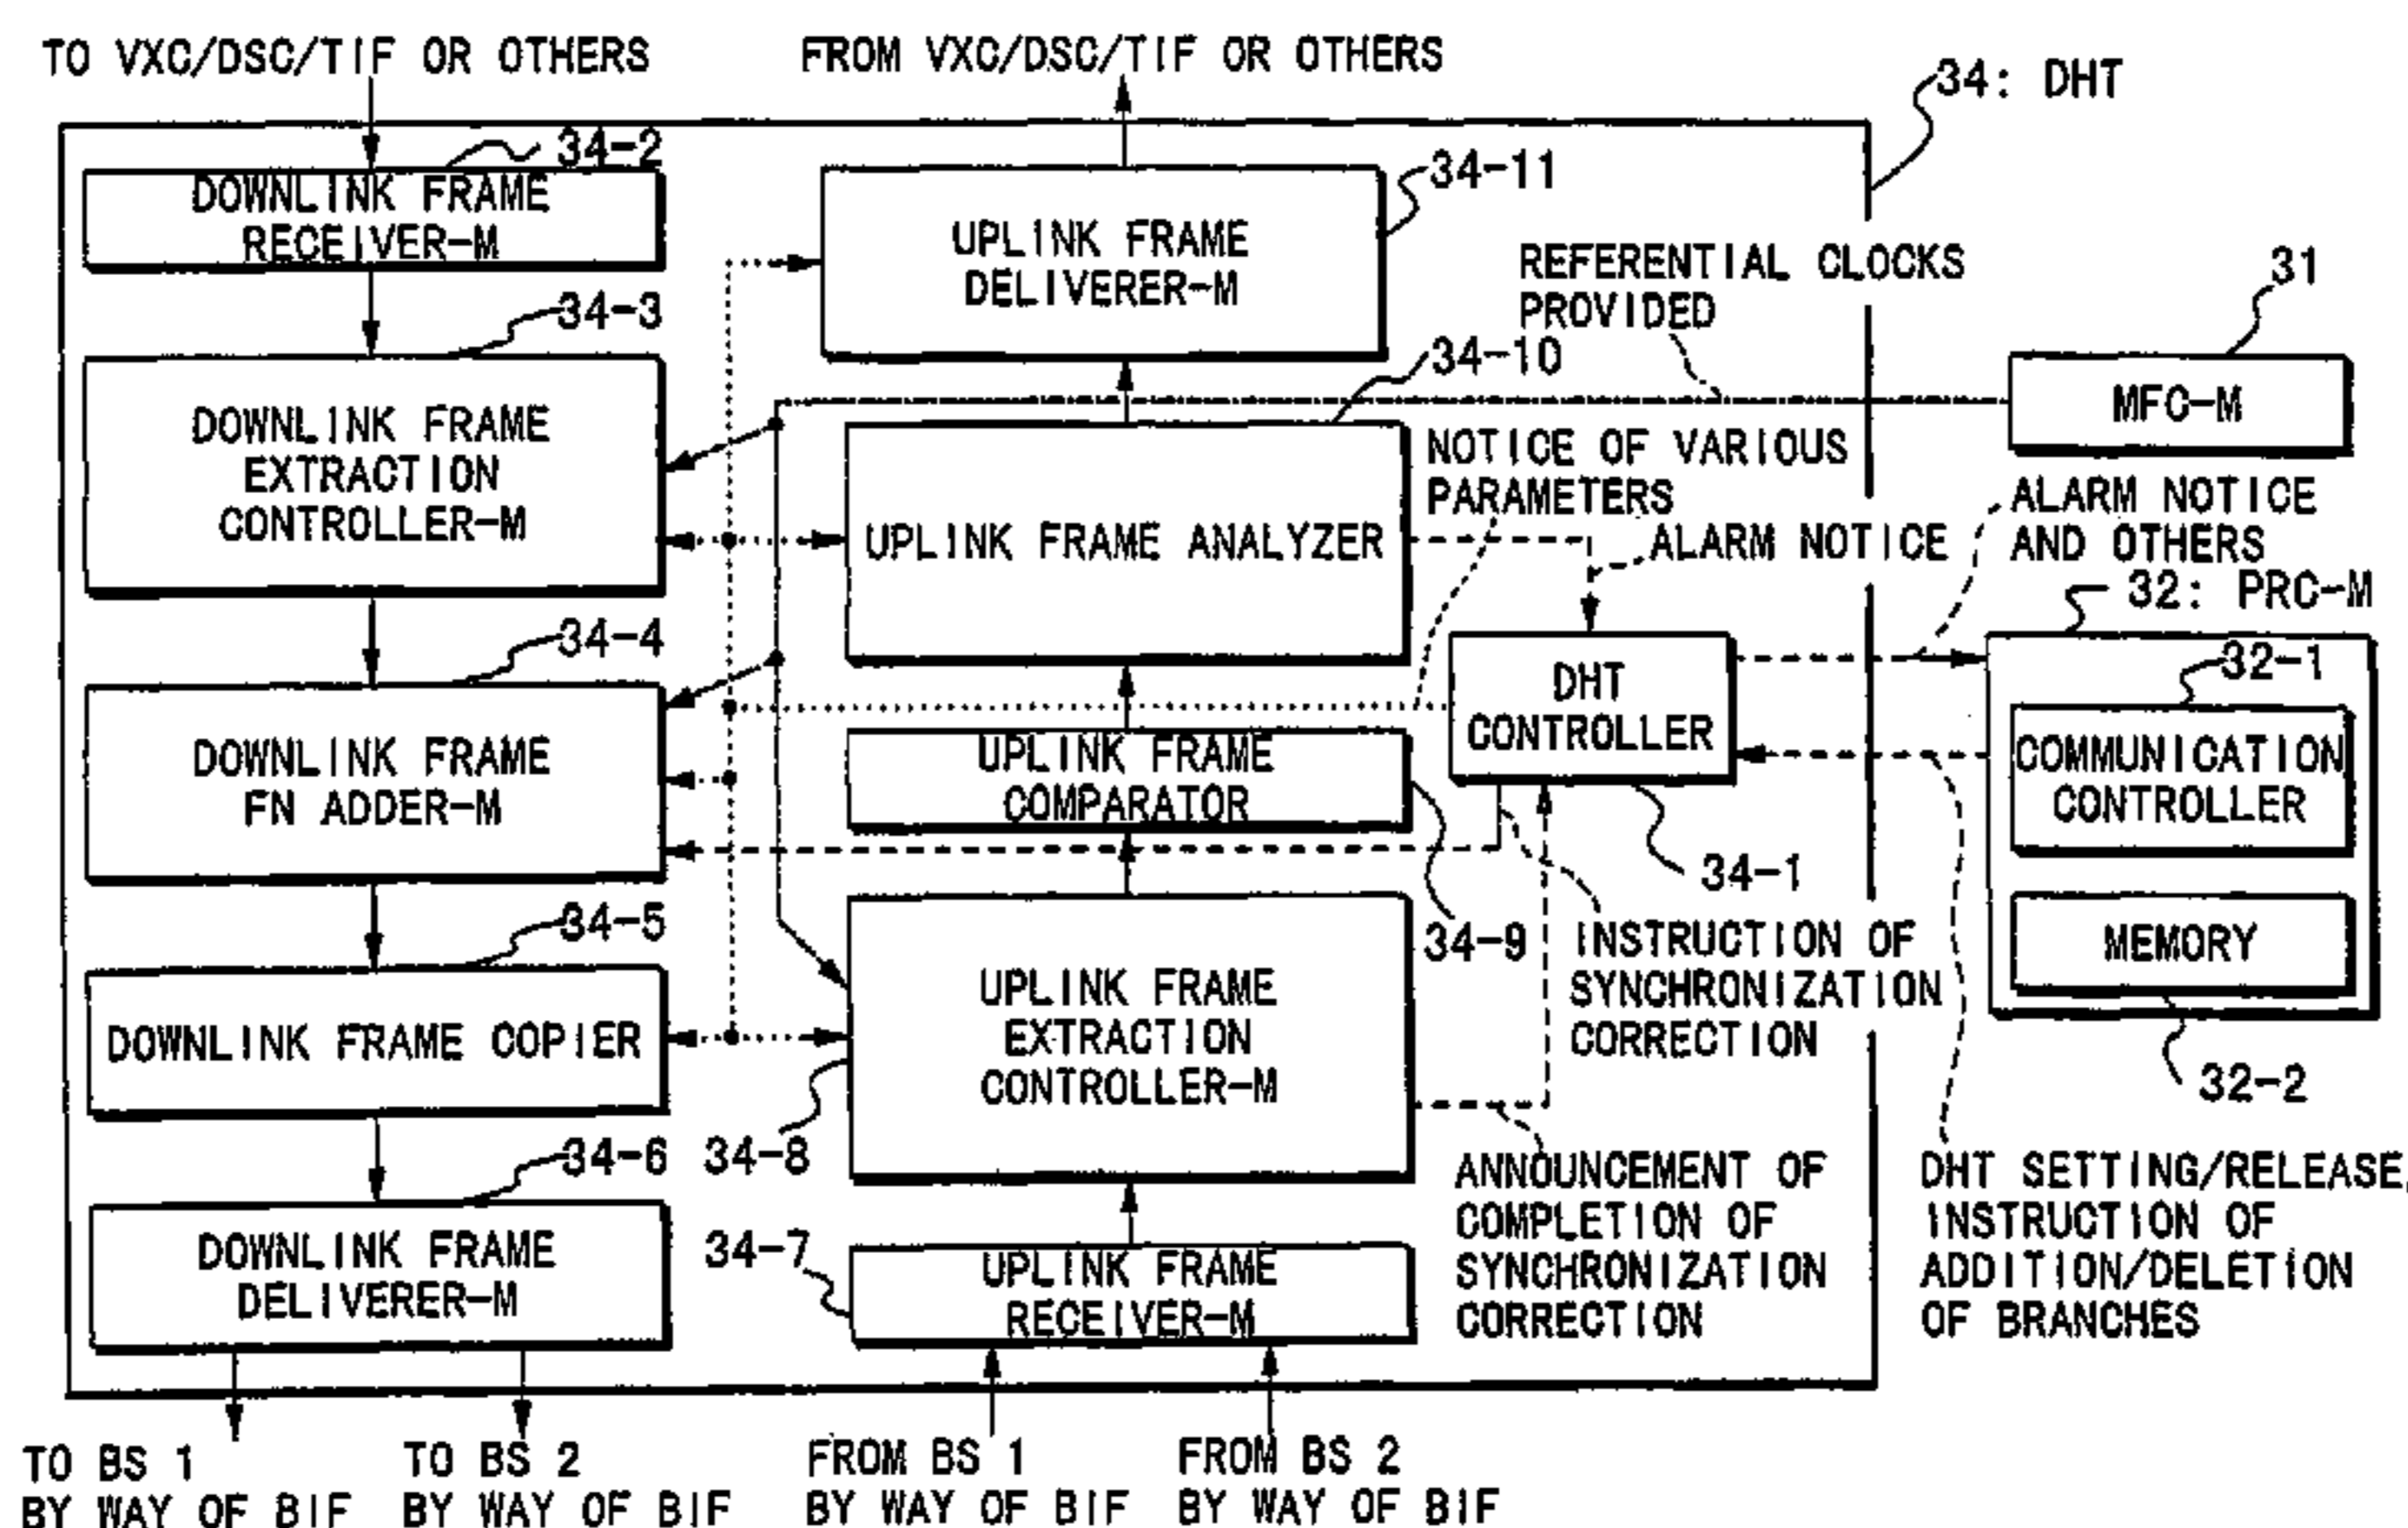 TO VXC/DSC/TIF OR OTHERS
FROM VXC/DSC/TIF OR OTHERS
34: DHT
34-2
DOWNLINK FRAME
RECEIVER-M
34-11
UPLINK FRAME
DELIVERER-M
REFERENTIAL CLOCKS
PROVIDED
31
MFC-M
34-3
DOWNLINK FRAME
EXTRACTION
CONTROLLER-M
34-10
UPLINK FRAME ANALYZER
NOTICE OF VARIOUS
PARAMETERS
ALARM NOTICE
ALARM NOTICE
AND OTHERS
32: PRC-M
34-4
DOWNLINK FRAME
FN ADDER-M
UPLINK FRAME
COMPARATOR
DHT
CONTROLLER
32-1
COMMUNICATION
CONTROLLER
MEMORY
32-2
34-1
34-9
INSTRUCTION OF
SYNCHRONIZATION
CORRECTION
34-5
DOWNLINK FRAME COPIER
UPLINK FRAME
EXTRACTION
CONTROLLER-M
34-8
34-6
DOWNLINK FRAME
DELIVERER-M
34-7
UPLINK FRAME
RECEIVER-M
ANNOUNCEMENT OF
COMPLETION OF
SYNCHRONIZATION
CORRECTION
DHT SETTING/RELEASE,
INSTRUCTION OF
ADDITION/DELETION
OF BRANCHES
TO BS 1
BY WAY OF BIF
TO BS 2
BY WAY OF BIF
FROM BS 1
BY WAY OF BIF
FROM BS 2
BY WAY OF BIF